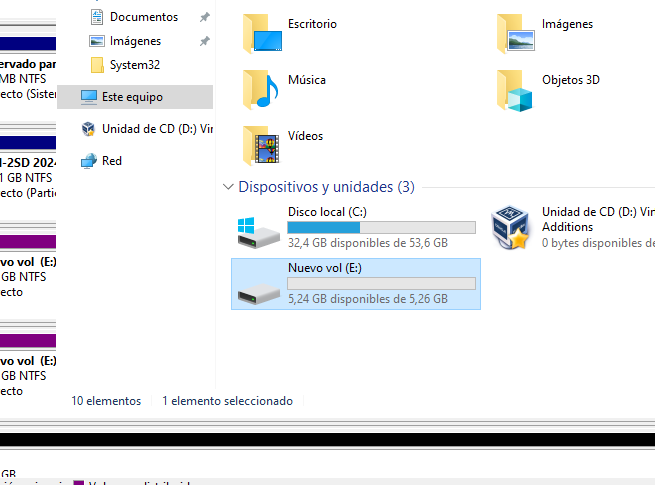 Documentos
Imágenes
System32
Este equipo
Unidad de CD (D:) Vir
Red
Escritorio
Imágenes
Música
Objetos 3D
Vídeos
Dispositivos y unidades (3)
Disco local (C:)
32,4 GB disponibles de 53,6 GB
Unidad de CD (D:) Vir
Additions
0 bytes disponibles de
Nuevo vol (E:)
5,24 GB disponibles de 5,26 GB
10 elementos
1 elemento seleccionado
ervado par
MB NTFS
ecto (Sister
-2SD 2024
1 GB NTFS
ecto (Parti
vo vol (E:)
GB NTFS
ecto
vo vol (E:)
GB NTFS
ecto
GB